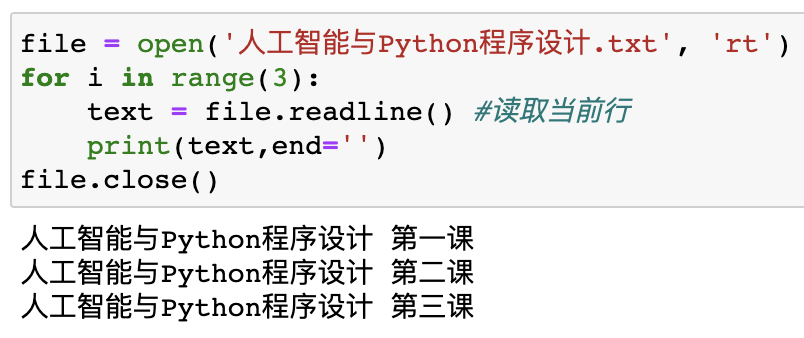 file = open('人工智能与Python程序设计.txt', 'rt')
for i in range(3):
    text = file.readline() #读取当前行
    print(text,end='')
file.close()
人工智能与Python程序设计 第一课
人工智能与Python程序设计 第二课
人工智能与Python程序设计 第三课